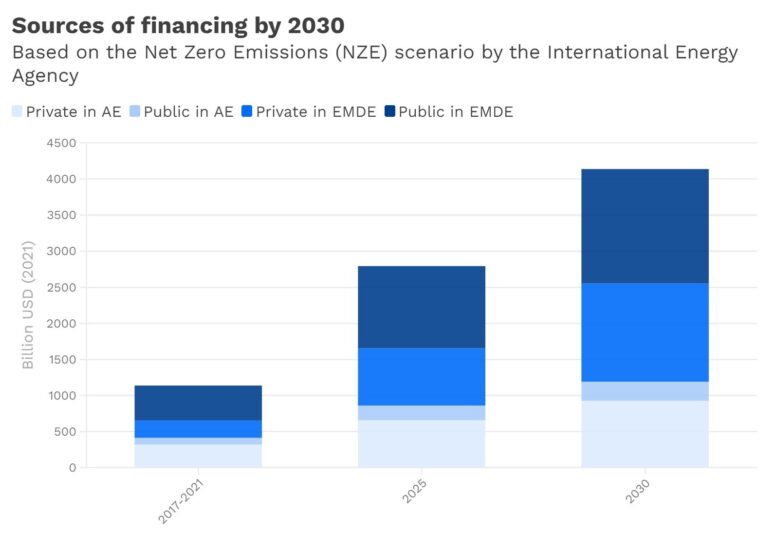 Sources of financing by 2030
Based on the Net Zero Emissions (NZE) scenario by the International Energy
Agency
Private in AE Public in AE Private in EMDE Public in EMDE
4500
4000
3500
3000
2500
2000
1500
1000
500
0
Billion USD (2021)
2017-2021
2025
2030